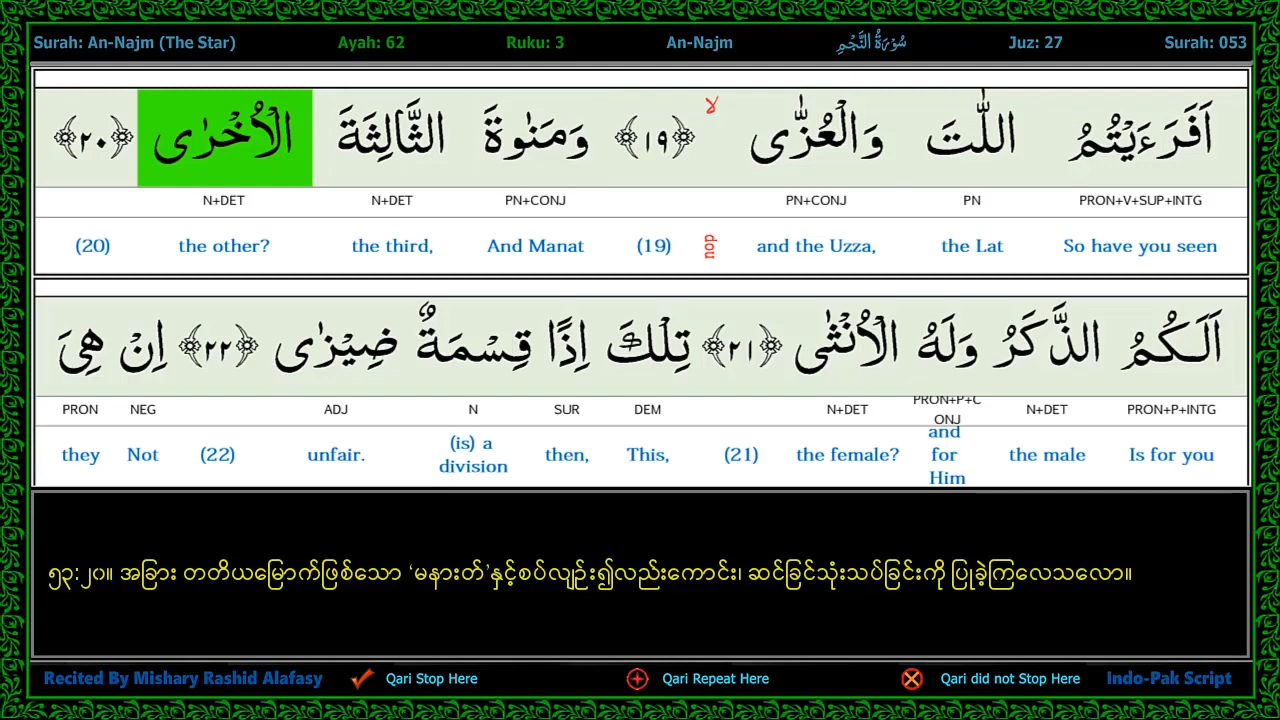 Surah: An-Najm (The Star) Ayah: 62 Ruku: 3 An-Najm سُوْرَةُ النَّجْمِ Juz: 27 Surah: 053
اَفَرَءَيْتُمُ اللّٰتَ وَالْعُزّٰى ۙ ﴿١٩﴾ وَمَنٰوةَ الثَّالِثَةَ الْاُخْرٰى ﴿٢٠﴾
N+DET N+DET PN+CONJ PN+CONJ PN PRON+V+SUP+INTG
(20) the other? the third, And Manat (19) nop and the Uzza, the Lat So have you seen
اَلَـكُمُ الذَّكَرُ وَلَهُ الْاُنْثٰى ﴿٢١﴾ تِلْكَ اِذًا قِسْمَةٌ ضِيْزٰى ﴿٢٢﴾ اِنْ هِىَ
PRON NEG ADJ N SUR DEM N+DET PRON+P+CONJ N+DET PRON+P+INTG
they Not (22) unfair. (is) a division then, This, (21) the female? and for Him the male Is for you
၅၃:၂၀။ အခြား တတိယမြောက်ဖြစ်သော ‘မနားတ်’နှင့်စပ်လျဉ်း၍လည်းကောင်း၊ ဆင်ခြင်သုံးသပ်ခြင်းကို ပြုခဲ့ကြလေသလော။
Recited By Mishary Rashid Alafasy Qari Stop Here Qari Repeat Here Qari did not Stop Here Indo-Pak Script